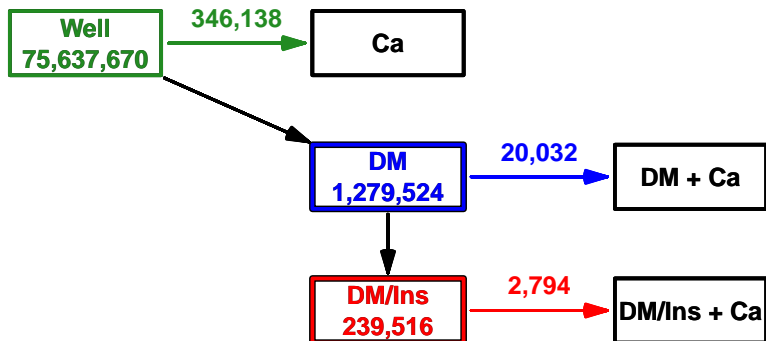 Well
75,637,670
346,138
Ca
DM
1,279,524
20,032
DM + Ca
DM/Ins
239,516
2,794
DM/Ins + Ca